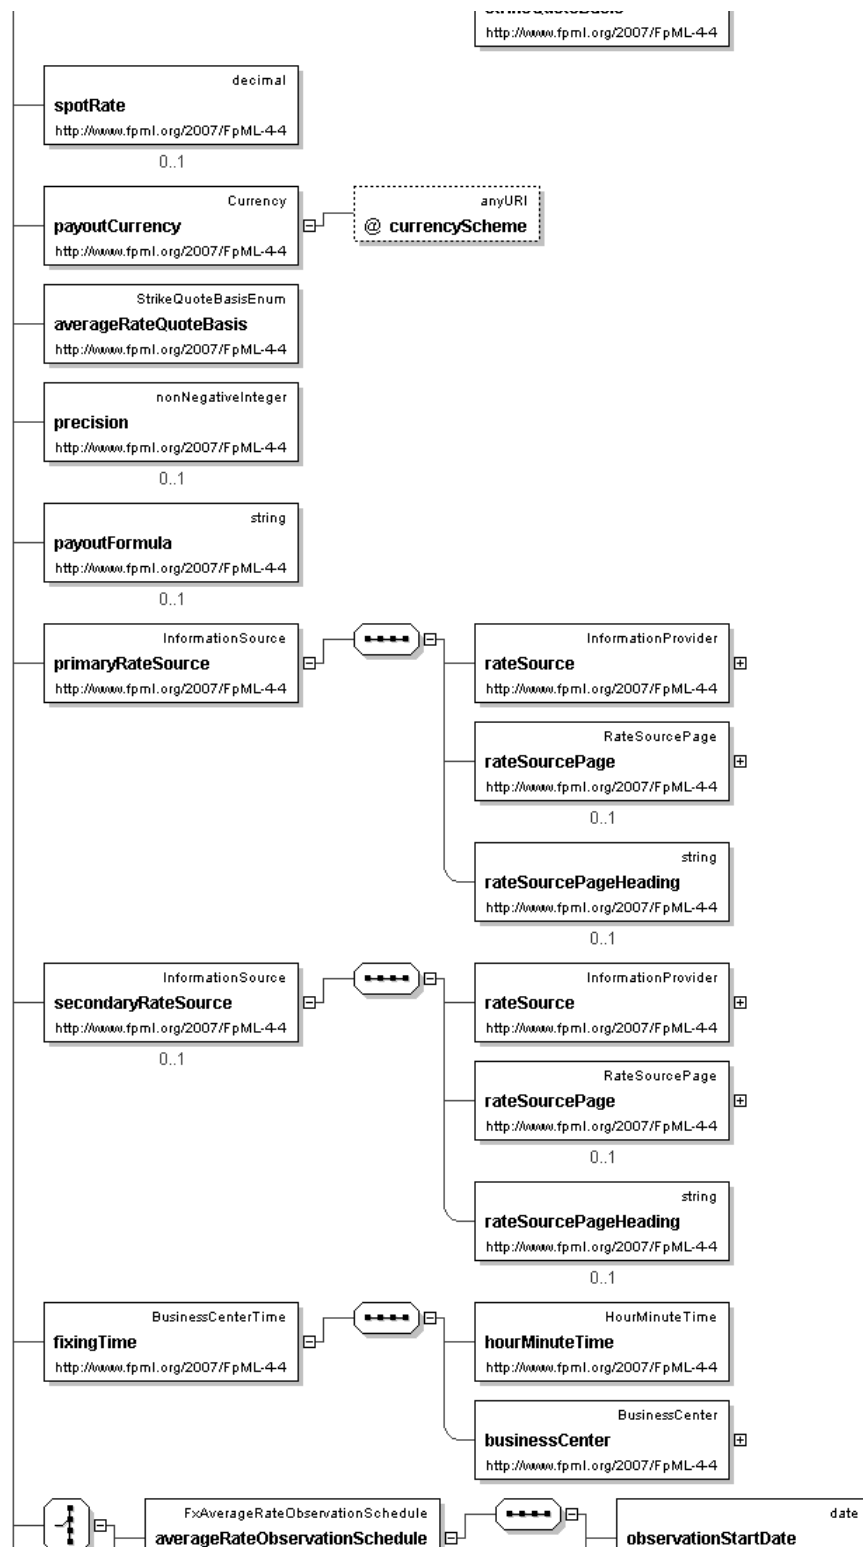 http://www.fpml.org/2007/FpML-4-4
decimal
spotRate
http://www.fpml.org/2007/FpML-4-4
0..1
Currency
payoutCurrency
http://www.fpml.org/2007/FpML-4-4
anyURI
@ currencyScheme
StrikeQuoteBasisEnum
averageRateQuoteBasis
http://www.fpml.org/2007/FpML-4-4
nonNegativeInteger
precision
http://www.fpml.org/2007/FpML-4-4
0..1
string
payoutFormula
http://www.fpml.org/2007/FpML-4-4
0..1
InformationSource
primaryRateSource
http://www.fpml.org/2007/FpML-4-4
InformationProvider
rateSource
http://www.fpml.org/2007/FpML-4-4
RateSourcePage
rateSourcePage
http://www.fpml.org/2007/FpML-4-4
0..1
string
rateSourcePageHeading
http://www.fpml.org/2007/FpML-4-4
0..1
InformationSource
secondaryRateSource
http://www.fpml.org/2007/FpML-4-4
0..1
InformationProvider
rateSource
http://www.fpml.org/2007/FpML-4-4
RateSourcePage
rateSourcePage
http://www.fpml.org/2007/FpML-4-4
0..1
string
rateSourcePageHeading
http://www.fpml.org/2007/FpML-4-4
0..1
BusinessCenterTime
fixingTime
http://www.fpml.org/2007/FpML-4-4
HourMinuteTime
hourMinuteTime
http://www.fpml.org/2007/FpML-4-4
BusinessCenter
businessCenter
http://www.fpml.org/2007/FpML-4-4
FxAverageRateObservationSchedule
averageRateObservationSchedule
date
observationStartDate